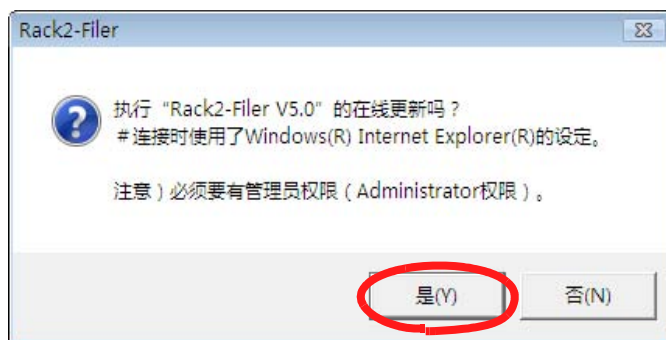 Rack2-Filer
执行“Rack2-Filer V5.0”的在线更新吗？
#连接时使用了Windows(R) Internet Explorer(R)的设定。
注意）必须要有管理员权限（Administrator权限）。
是(Y)
否(N)